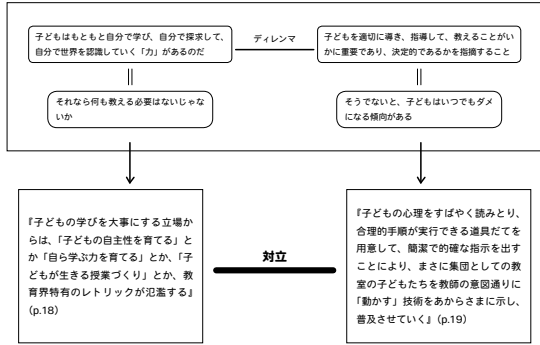 子どもはもともと自分で学び、自分で探求して、
自分で世界を認識していく「力」があるのだ
ディレンマ
子どもを適切に導き、指導して、教えることがい
かに重要であり、決定的であるかを指摘すること
それなら何も教える必要はないじゃな
いか
そうでないと、子どもはいつでもダメ
になる傾向がある
『子どもの学びを大事にする立場か
らは、「子どもの自主性を育てる」と
か「自ら学ぶ力を育てる」とか、「子
どもが生きる授業づくり」とか、教
育界特有のレトリックが氾濫する』
(p.18)
対立
『子どもの心理をすばやく読みとり、
合理的手順が実行できる道具だてを
用意して、簡潔で的確な指示を出す
ことにより、まさに集団としての教
室の子どもたちを教師の意図通りに
「動かす」技術をあからさまに示し、
普及させていく』(p.19)